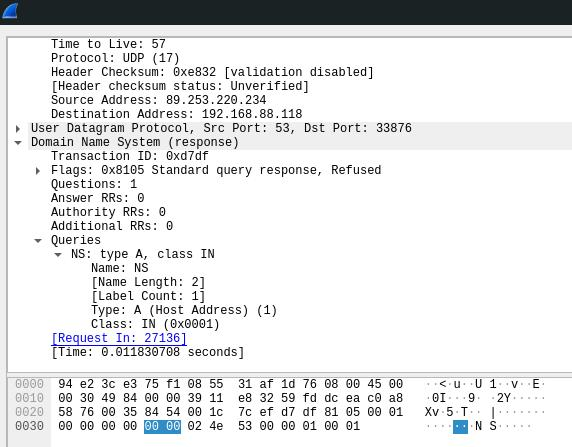 Time to Live: 57
Protocol: UDP (17)
Header Checksum: 0xe832 [validation disabled]
[Header checksum status: Unverified]
Source Address: 89.253.220.234
Destination Address: 192.168.88.118
User Datagram Protocol, Src Port: 53, Dst Port: 33876
Domain Name System (response)
Transaction ID: 0xd7df
Flags: 0x8105 Standard query response, Refused
Questions: 1
Answer RRs: 0
Authority RRs: 0
Additional RRs: 0
Queries
NS: type A, class IN
Name: NS
[Name Length: 2]
[Label Count: 1]
Type: A (Host Address) (1)
Class: IN (0x0001)
[Request In: 27136]
[Time: 0.011830708 seconds]
0000 94 e2 3c e3 75 f1 08 55 31 af 1d 76 08 00 45 00 ··<·u··U 1··v··E·
0010 00 30 49 84 00 00 39 11 e8 32 59 fd dc ea c0 a8 ·0I···9· ·2Y·····
0020 58 76 00 35 84 54 00 1c 7c ef d7 df 81 05 00 01 Xv·5·T·· |·······
0030 00 00 00 00 00 00 02 4e 53 00 00 01 00 01 ·······N S·····